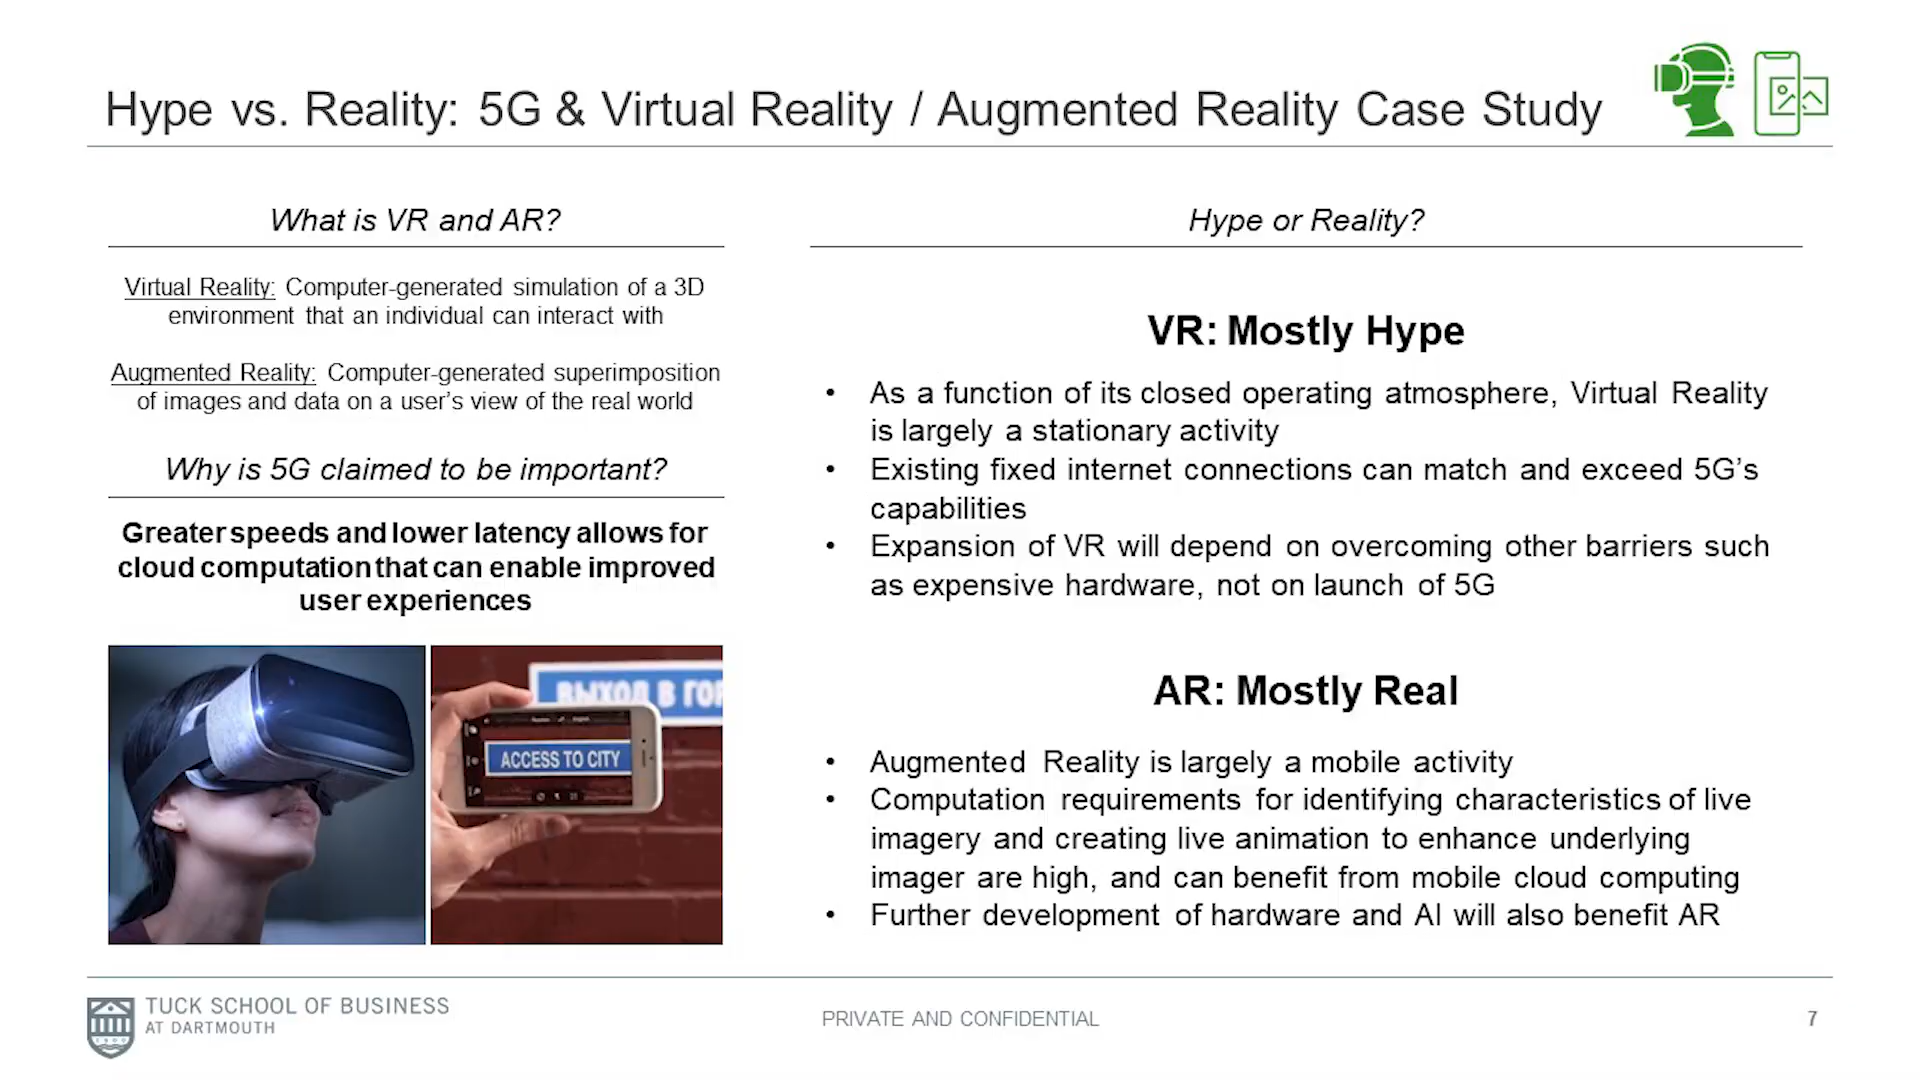 Hype vs. Reality: 5G & Virtual Reality / Augmented Reality Case Study
What is VR and AR?
Virtual Reality: Computer-generated simulation of a 3D
environment that an individual can interact with
Augmented Reality: Computer-generated superimposition
of images and data on a user's view of the real world
Why is 5G claimed to be important?
Greater speeds and lower latency allows for
cloud computation that can enable improved
user experiences
ВЫХОД В ГОР
ACCESS TO CITY
Hype or Reality?
VR: Mostly Hype
• As a function of its closed operating atmosphere, Virtual Reality
is largely a stationary activity
• Existing fixed internet connections can match and exceed 5G's
capabilities
• Expansion of VR will depend on overcoming other barriers such
as expensive hardware, not on launch of 5G
AR: Mostly Real
• Augmented Reality is largely a mobile activity
• Computation requirements for identifying characteristics of live
imagery and creating live animation to enhance underlying
imager are high, and can benefit from mobile cloud computing
• Further development of hardware and AI will also benefit AR
TUCK SCHOOL OF BUSINESS
AT DARTMOUTH
PRIVATE AND CONFIDENTIAL
7